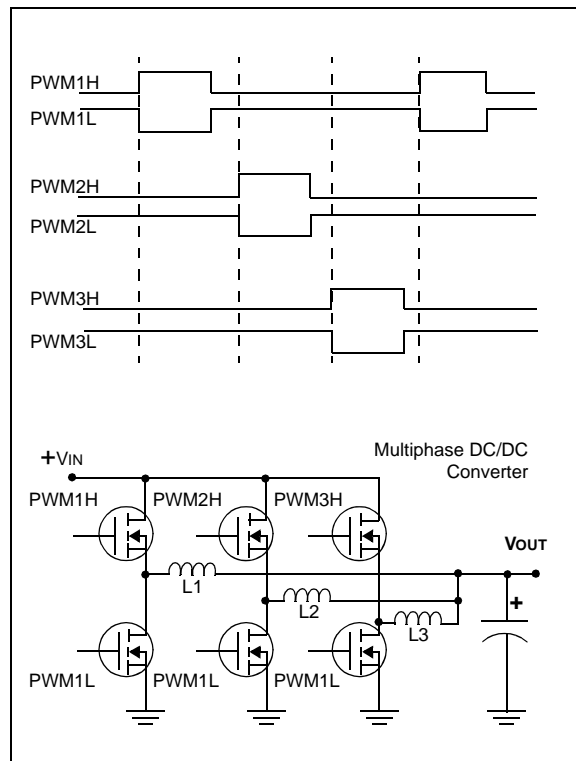 PWM1H
PWM1L
PWM2H
PWM2L
PWM3H
PWM3L
+VIN
Multiphase DC/DC
Converter
PWM1H PWM2H PWM3H
VOUT
L1
L2
L3
+
PWM1L PWM1L PWM1L